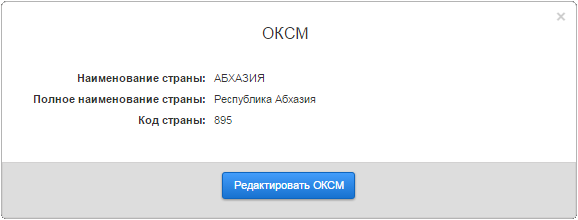 ×
ОКСМ
Наименование страны: АБХАЗИЯ
Полное наименование страны: Республика Абхазия
Код страны: 895
Редактировать ОКСМ